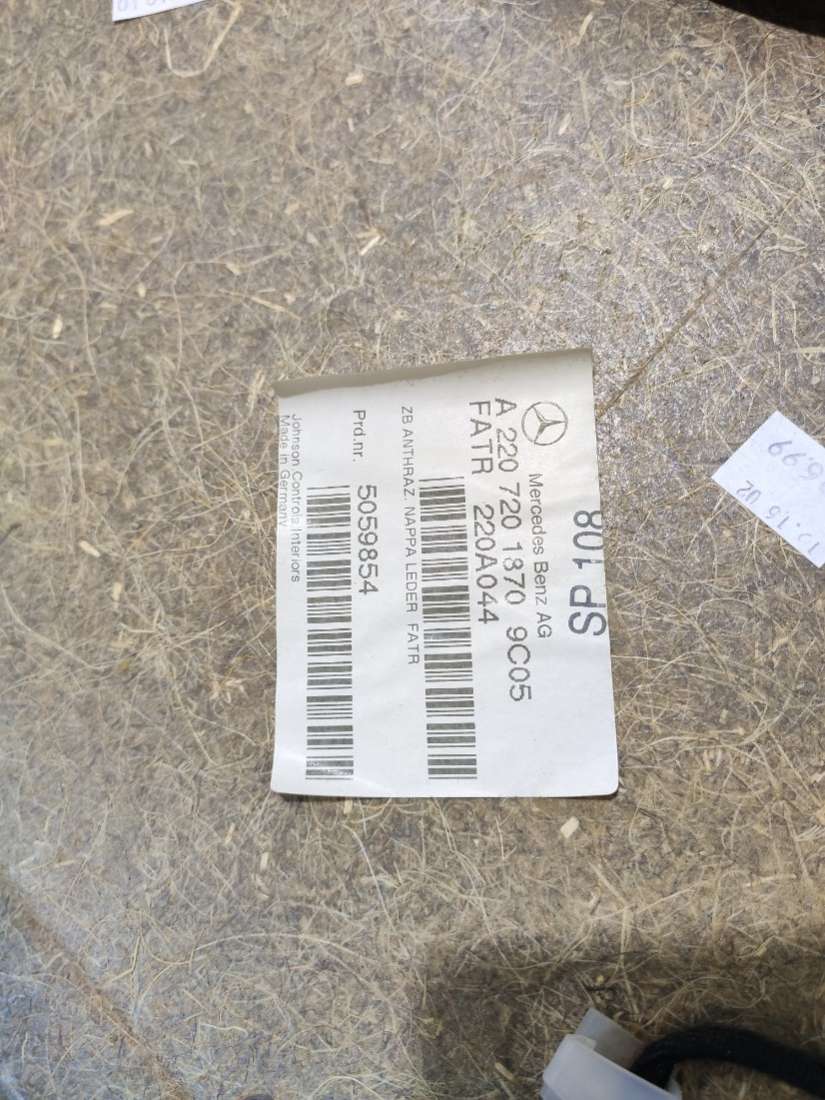 SP 108
Mercedes Benz AG
A 220 720 1370 9C05
FATR 220A044
ZB ANTHRAZ. NAPPA LEDER FATR
Prd.nr. 5059854
Johnson Controls Interiors
Made in Germany